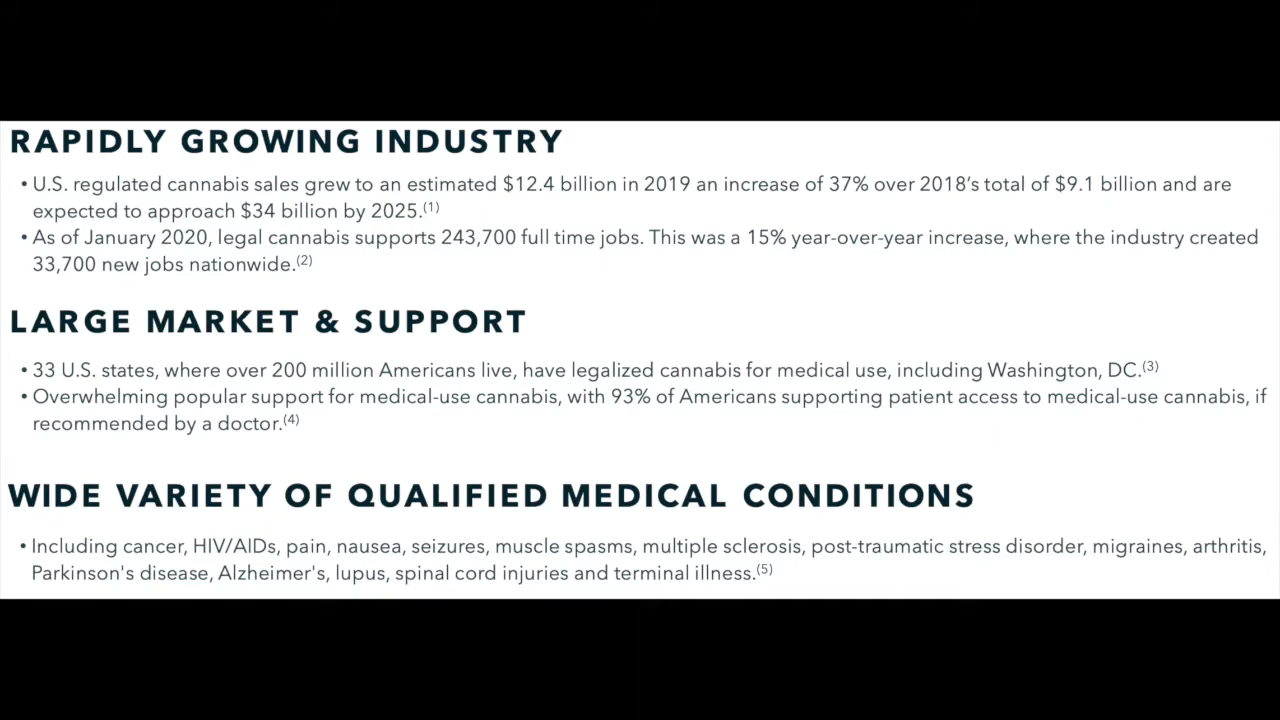 RAPIDLY GROWING INDUSTRY
• U.S. regulated cannabis sales grew to an estimated $12.4 billion in 2019 an increase of 37% over 2018’s total of $9.1 billion and are
expected to approach $34 billion by 2025.(1)
• As of January 2020, legal cannabis supports 243,700 full time jobs. This was a 15% year-over-year increase, where the industry created
33,700 new jobs nationwide.(2)
LARGE MARKET & SUPPORT
• 33 U.S. states, where over 200 million Americans live, have legalized cannabis for medical use, including Washington, DC.(3)
• Overwhelming popular support for medical-use cannabis, with 93% of Americans supporting patient access to medical-use cannabis, if
recommended by a doctor.(4)
WIDE VARIETY OF QUALIFIED MEDICAL CONDITIONS
• Including cancer, HIV/AIDs, pain, nausea, seizures, muscle spasms, multiple sclerosis, post-traumatic stress disorder, migraines, arthritis,
Parkinson's disease, Alzheimer's, lupus, spinal cord injuries and terminal illness.(5)